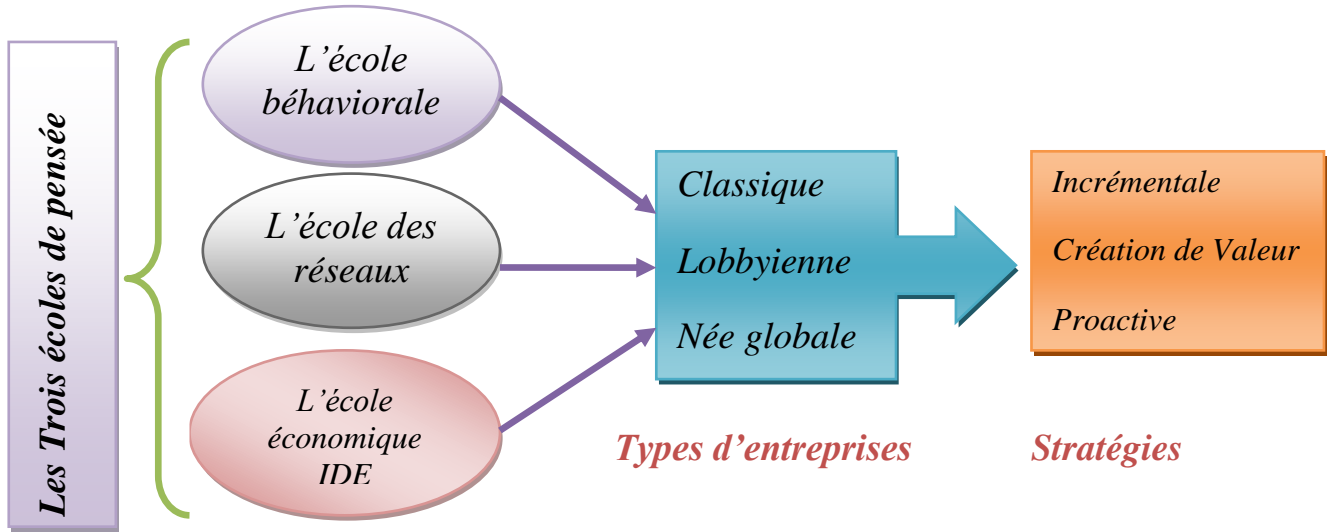 Les Trois écoles de pensée
L’école
béhaviorale
L’école des
réseaux
L’école
économique
IDE
Classique
Lobbyienne
Née globale
Types d’entreprises
Incrémentale
Création de Valeur
Proactive
Stratégies